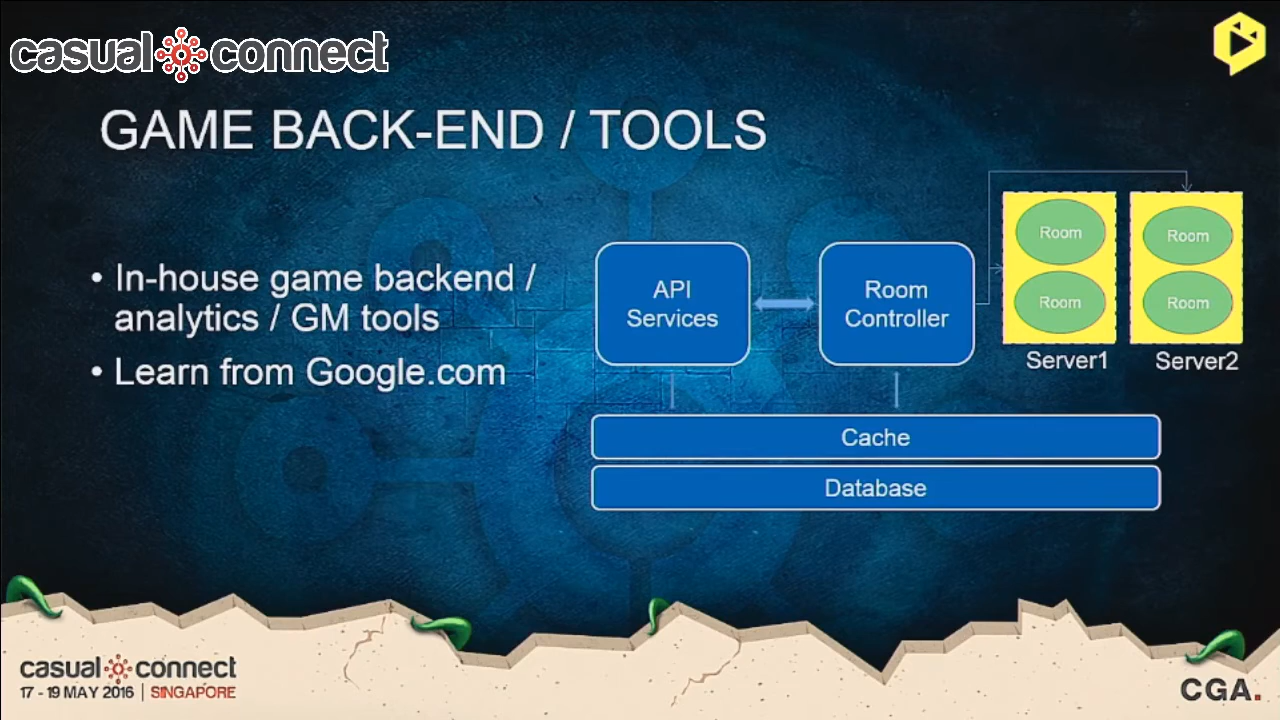 casual connect
GAME BACK-END / TOOLS
• In-house game backend /
analytics / GM tools
• Learn from Google.com
API
Services
Room
Controller
Room
Room
Room
Room
Server1
Server2
Cache
Database
casual connect
17 - 19 MAY 2016 | SINGAPORE
CGA.